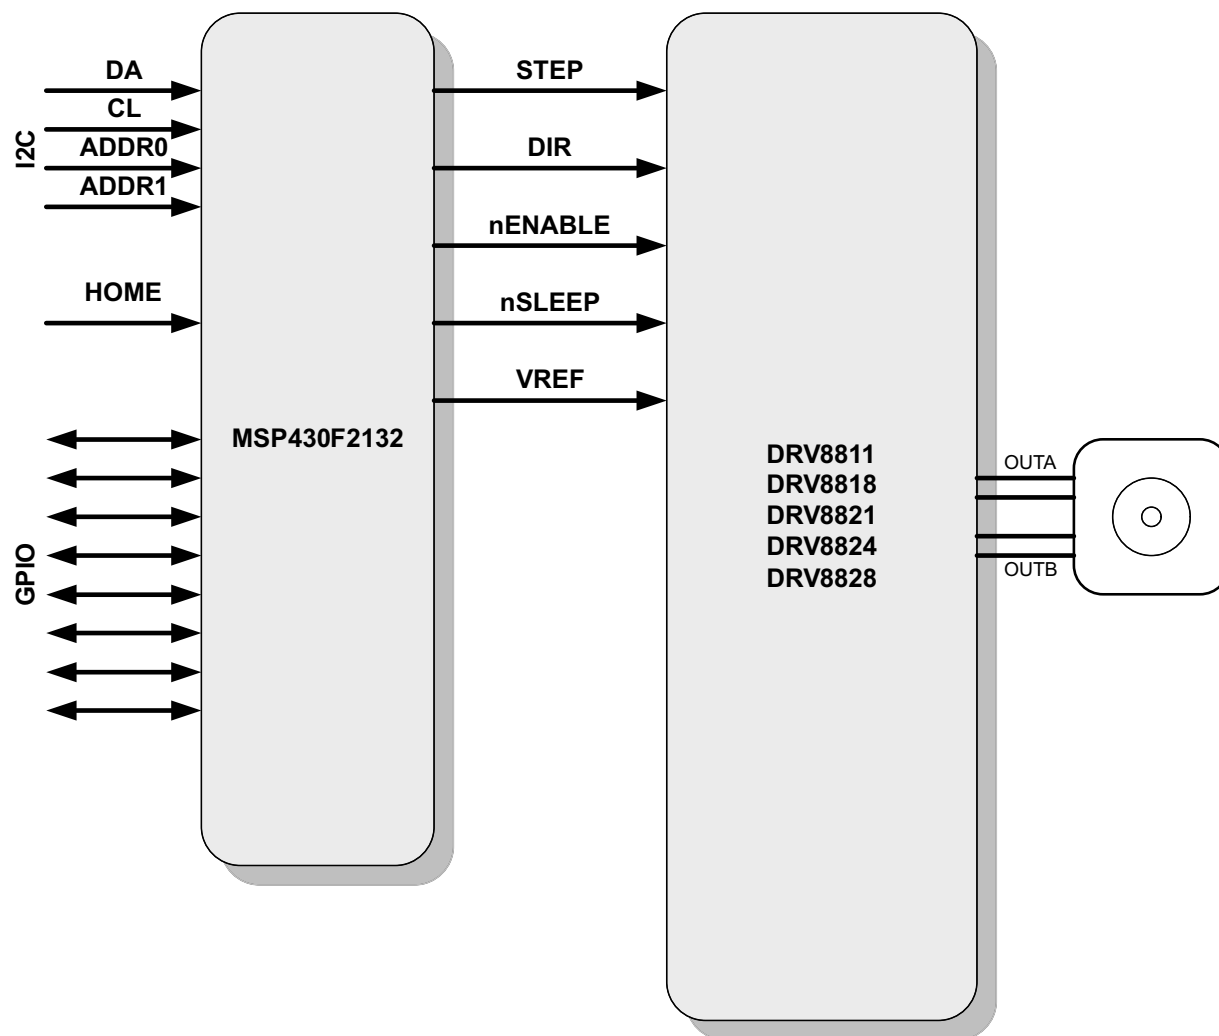 DA
CL
ADDR0
ADDR1
I2C
HOME
GPIO
MSP430F2132
STEP
DIR
nENABLE
nSLEEP
VREF
DRV8811
DRV8818
DRV8821
DRV8824
DRV8828
OUTA
OUTB